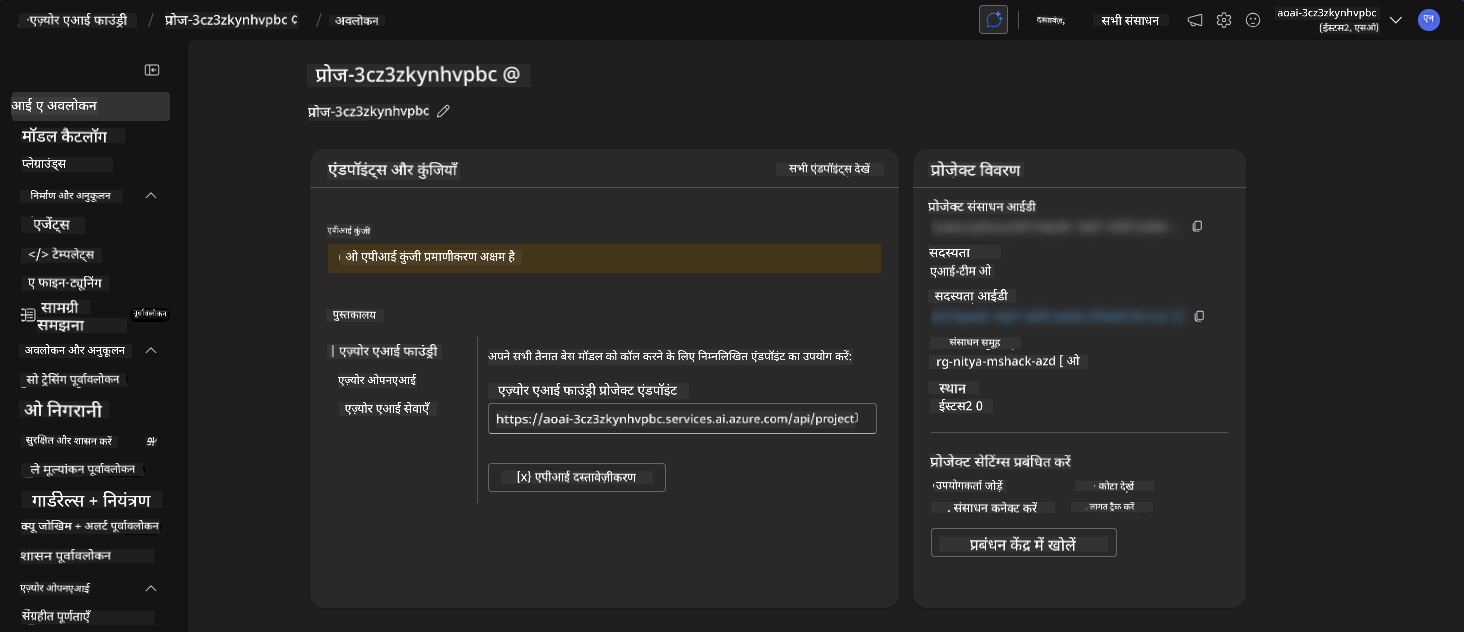 एज़्योर एआई फाउंड्री / प्रोज-3cz3zkynhvpbc / अवलोकन
दस्तावेज़; सभी संसाधन
aoai-3cz3zkynhvpbc
(ईस्टस2, एसओ)
एन
आई ए अवलोकन
मॉडल कैटलॉग
प्लेग्राउंड्स
निर्माण और अनुकूलन
एजेंट्स
</> टेम्पलेट्स
ए फाइन-ट्यूनिंग
सामग्री
समझना
पूर्वावलोकन
अवलोकन और अनुकूलन
सो ट्रेसिंग पूर्वावलोकन
ओ निगरानी
सुरक्षित और शासन करें
ले मूल्यांकन पूर्वावलोकन
गार्डरेल्स + नियंत्रण
क्यू जोखिम + अलर्ट पूर्वावलोकन
शासन पूर्वावलोकन
एज़्योर ओपनएआई
संग्रहीत पूर्णताएँ
प्रोज-3cz3zkynhvpbc @
प्रोज-3cz3zkynhvpbc
एंडपॉइंट्स और कुंजियाँ
सभी एंडपॉइंट्स देखें
एपीआई कुंजी
ओ एपीआई कुंजी प्रमाणीकरण अक्षम है
पुस्तकालय
| एज़्योर एआई फाउंड्री
एज़्योर ओपनएआई
एज़्योर एआई सेवाएँ
अपने सभी तैनात बेस मॉडल को कॉल करने के लिए निम्नलिखित एंडपॉइंट का उपयोग करें:
एज़्योर एआई फाउंड्री प्रोजेक्ट एंडपॉइंट
https://aoai-3cz3zkynhvpbc.services.ai.azure.com/api/project
[x} एपीआई दस्तावेज़ीकरण
प्रोजेक्ट विवरण
प्रोजेक्ट संसाधन आईडी
सदस्यता
एआई-टीम ओ
सदस्यता आईडी
संसाधन समूह
rg-nitya-mshack-azd [ ओ
स्थान
ईस्टस2 0
प्रोजेक्ट सेटिंग्स प्रबंधित करें
उपयोगकर्ता जोड़ें
कोटा देखें
. संसाधन कनेक्ट करें
लागत ट्रैक करें
प्रबंधन केंद्र में खोलें